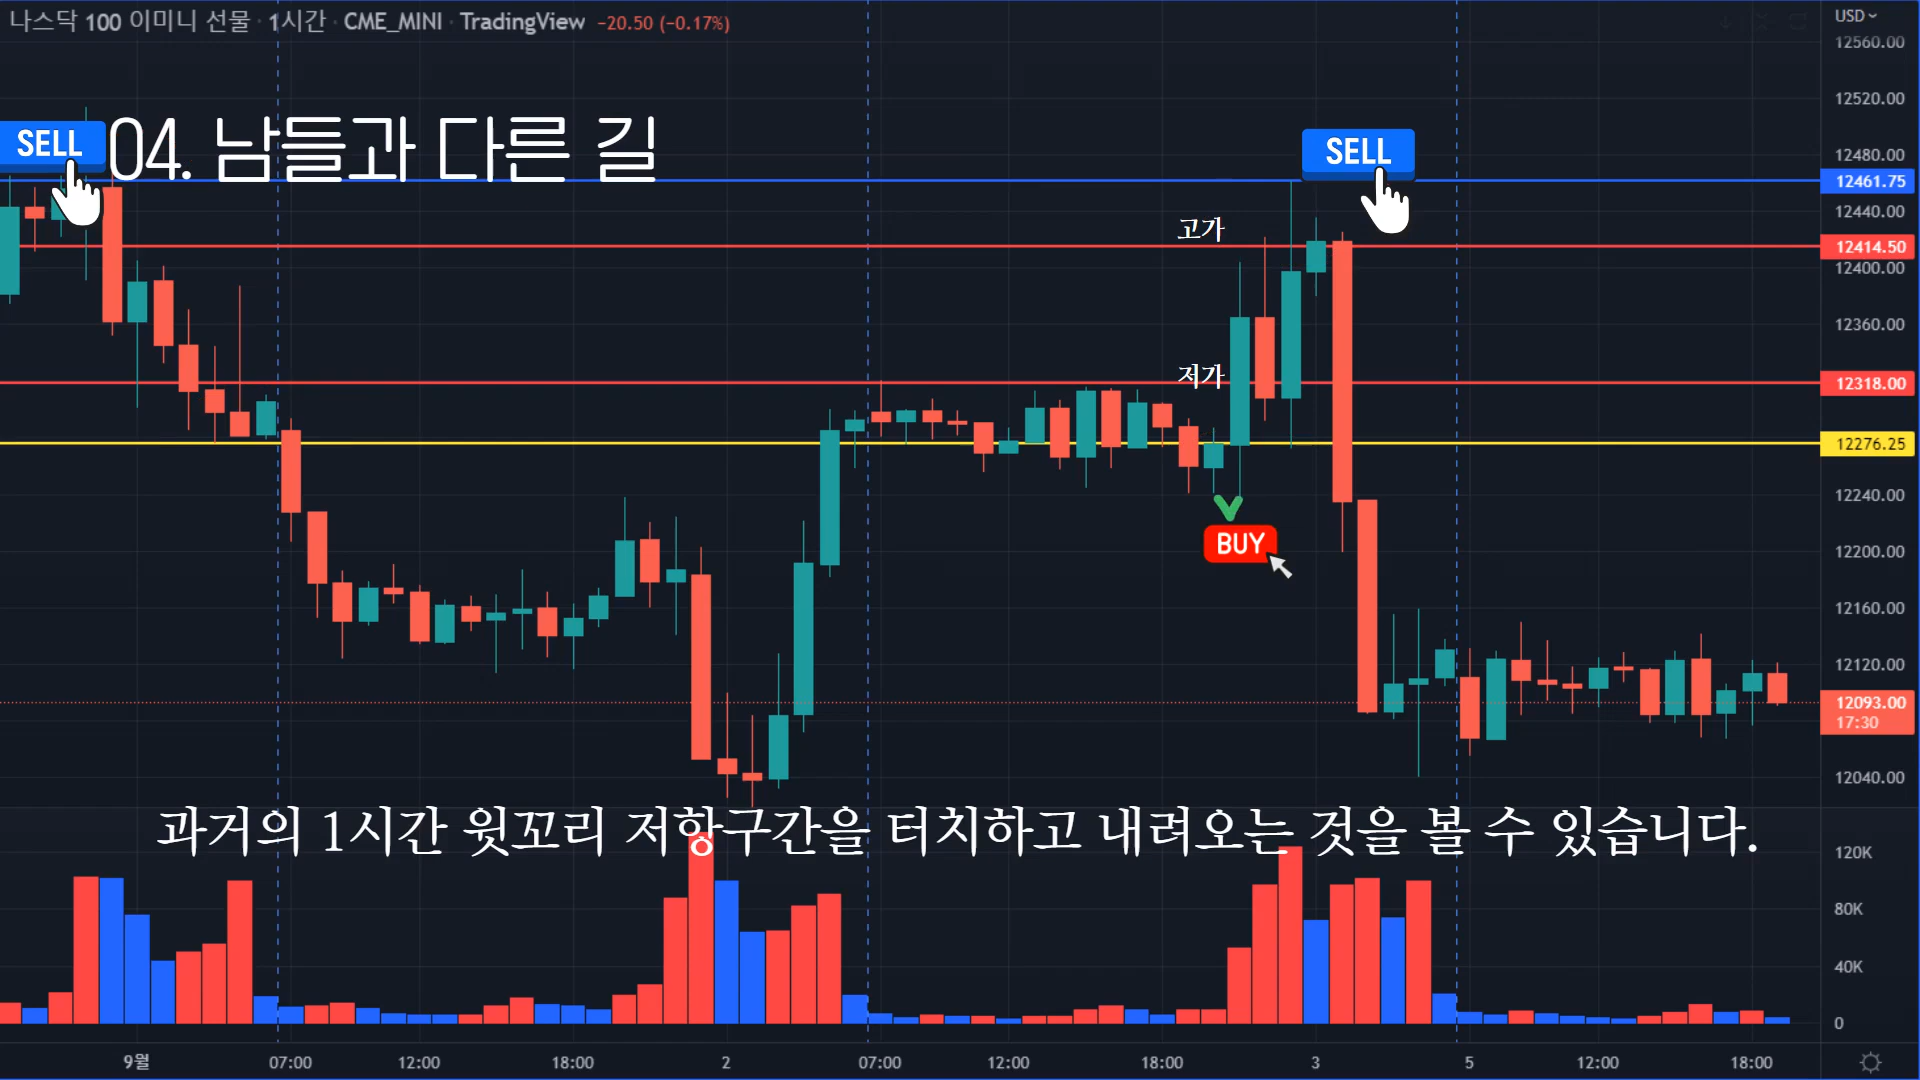 나스닥 100 이미니 선물 · 1시간 · CME_MINI · TradingView −20.50 (−0.17%)
USD
12560.00
12520.00
SELL
04. 남들과 다른 길
SELL
12480.00
12461.75
12440.00
고가
12414.50
12400.00
12360.00
저가
12318.00
12276.25
12240.00
BUY
12200.00
12160.00
12120.00
12093.00
17:30
12040.00
과거의 1시간 윗꼬리 저항구간을 터치하고 내려오는 것을 볼 수 있습니다.
120K
80K
40K
0
9월 07:00 12:00 18:00 2 07:00 12:00 18:00 3 5 12:00 18:00